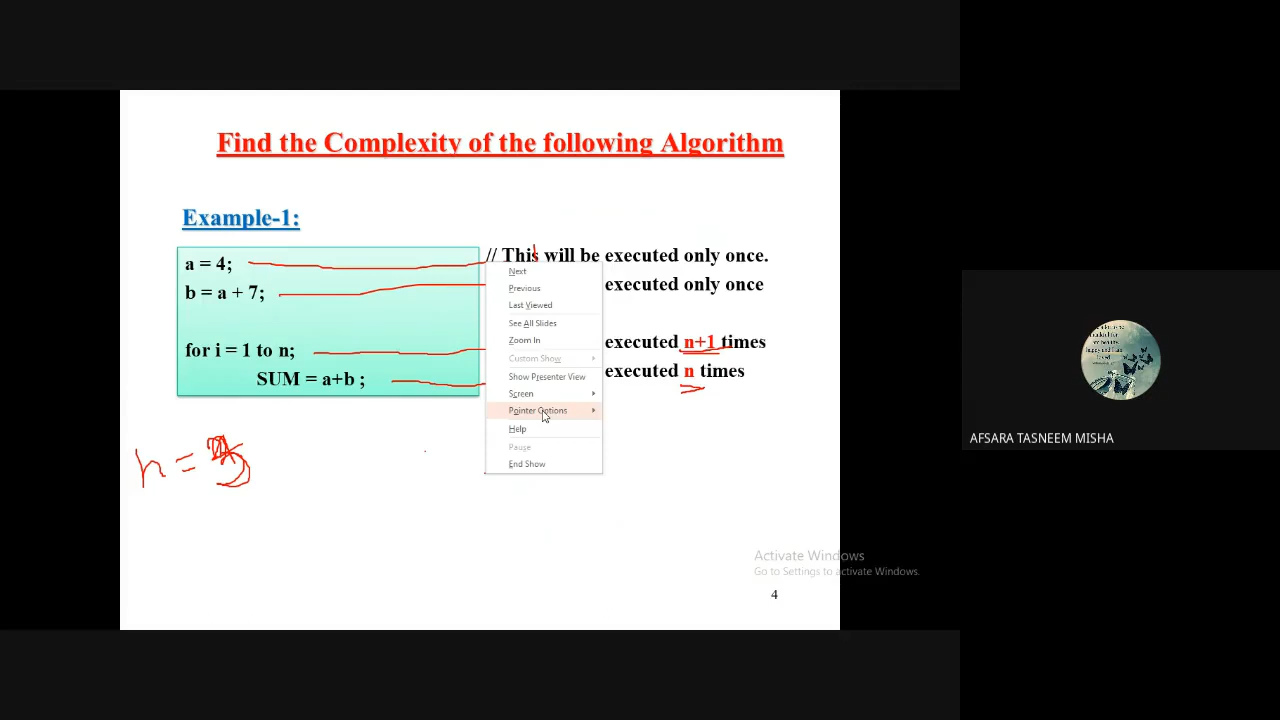 Find the Complexity of the following Algorithm
Example-1:
a = 4;
// This will be executed only once.
b = a + 7;
executed only once
for i = 1 to n;
executed n+1 times
SUM = a+b ;
executed n times
Next
Previous
Last Viewed
See All Slides
Zoom In
Custom Show
Show Presenter View
Screen
Pointer Options
Help
Pause
End Show
n =
Activate Windows
Go to Settings to activate Windows.
4
AFSARA TASNEEM MISHA